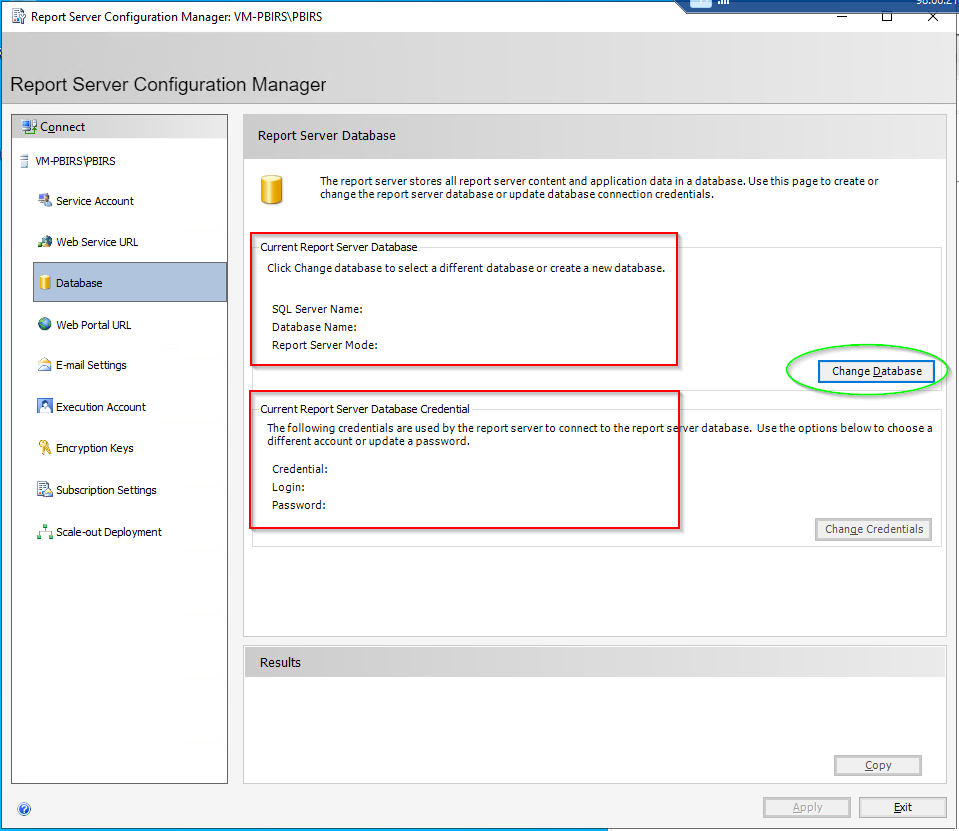 Report Server Configuration Manager: VM-PBIRS\PBIRS
Report Server Configuration Manager
Connect
VM-PBIRS\PBIRS
Service Account
Web Service URL
Database
Web Portal URL
E-mail Settings
Execution Account
Encryption Keys
Subscription Settings
Scale-out Deployment
Report Server Database
The report server stores all report server content and application data in a database. Use this page to create or
change the report server database or update database connection credentials.
Current Report Server Database
Click Change database to select a different database or create a new database.
SQL Server Name:
Database Name:
Report Server Mode:
Change Database
Current Report Server Database Credential
The following credentials are used by the report server to connect to the report server database. Use the options below to choose a
different account or update a password.
Credential:
Login:
Password:
Change Credentials
Results
Copy
Apply
Exit